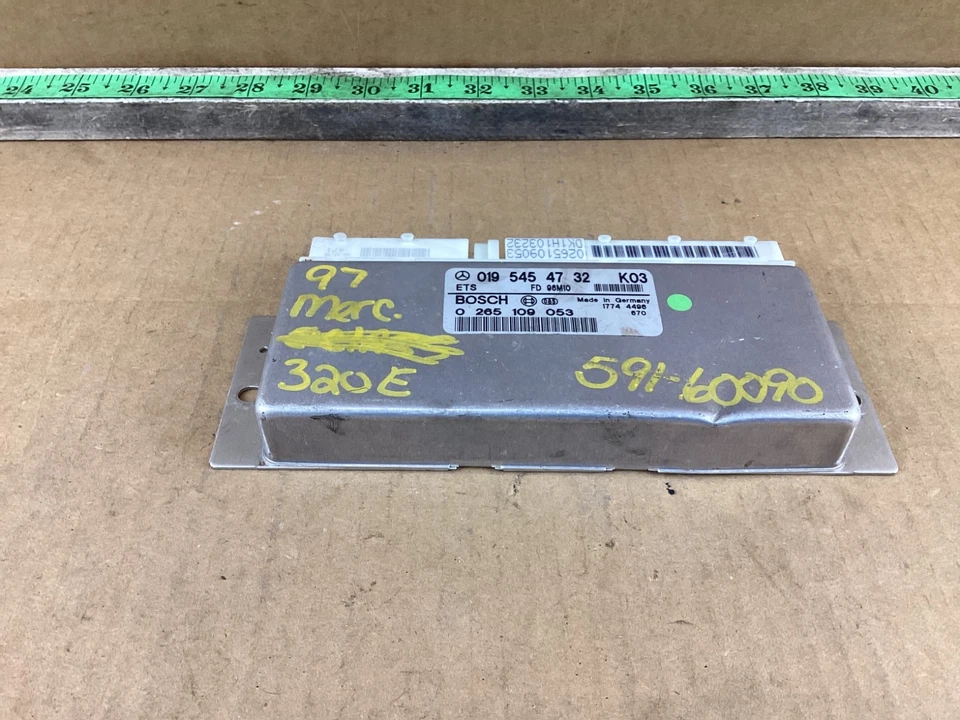 24 25 26 27 28 29 30 31 32 33 34 35 36 37 38 39 40
0265109053
DK1H103232
97
Merc.
320E
019 545 47 32 K03
ETS FD 96M10
BOSCH Made in Germany
1774 4496
0 265 109 053 670
591-60090